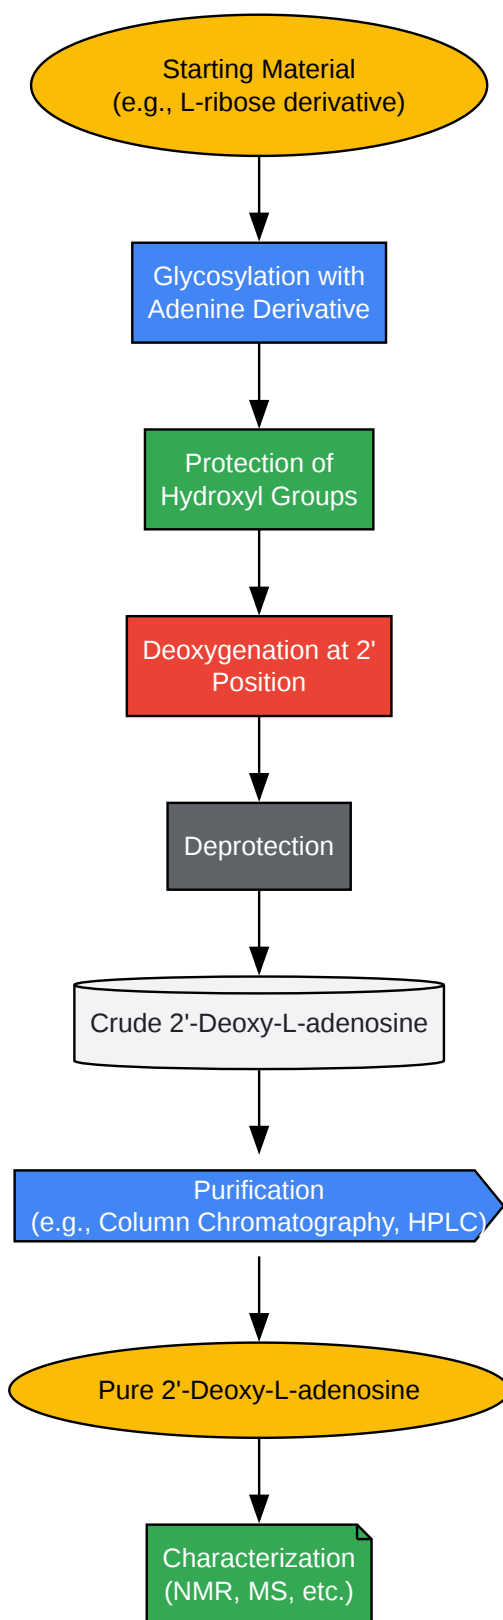 Starting Material
(e.g., L-ribose derivative)
Glycosylation with
Adenine Derivative
Protection of
Hydroxyl Groups
Deoxygenation at 2'
Position
Deprotection
Crude 2'-Deoxy-L-adenosine
Purification
(e.g., Column Chromatography, HPLC)
Pure 2'-Deoxy-L-adenosine
Characterization
(NMR, MS, etc.)